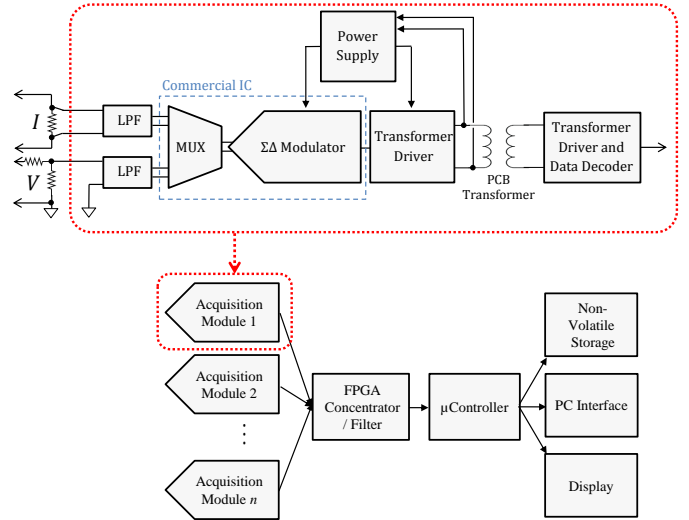 Power
Supply
Commercial IC
I
LPF
MUX
ΣΔ Modulator
Transformer
Driver
Transformer
Driver and
Data Decoder
V
LPF
PCB
Transformer
Acquisition
Module 1
Acquisition
Module 2
⋮
Acquisition
Module n
FPGA
Concentrator
/ Filter
µController
Non-
Volatile
Storage
PC Interface
Display